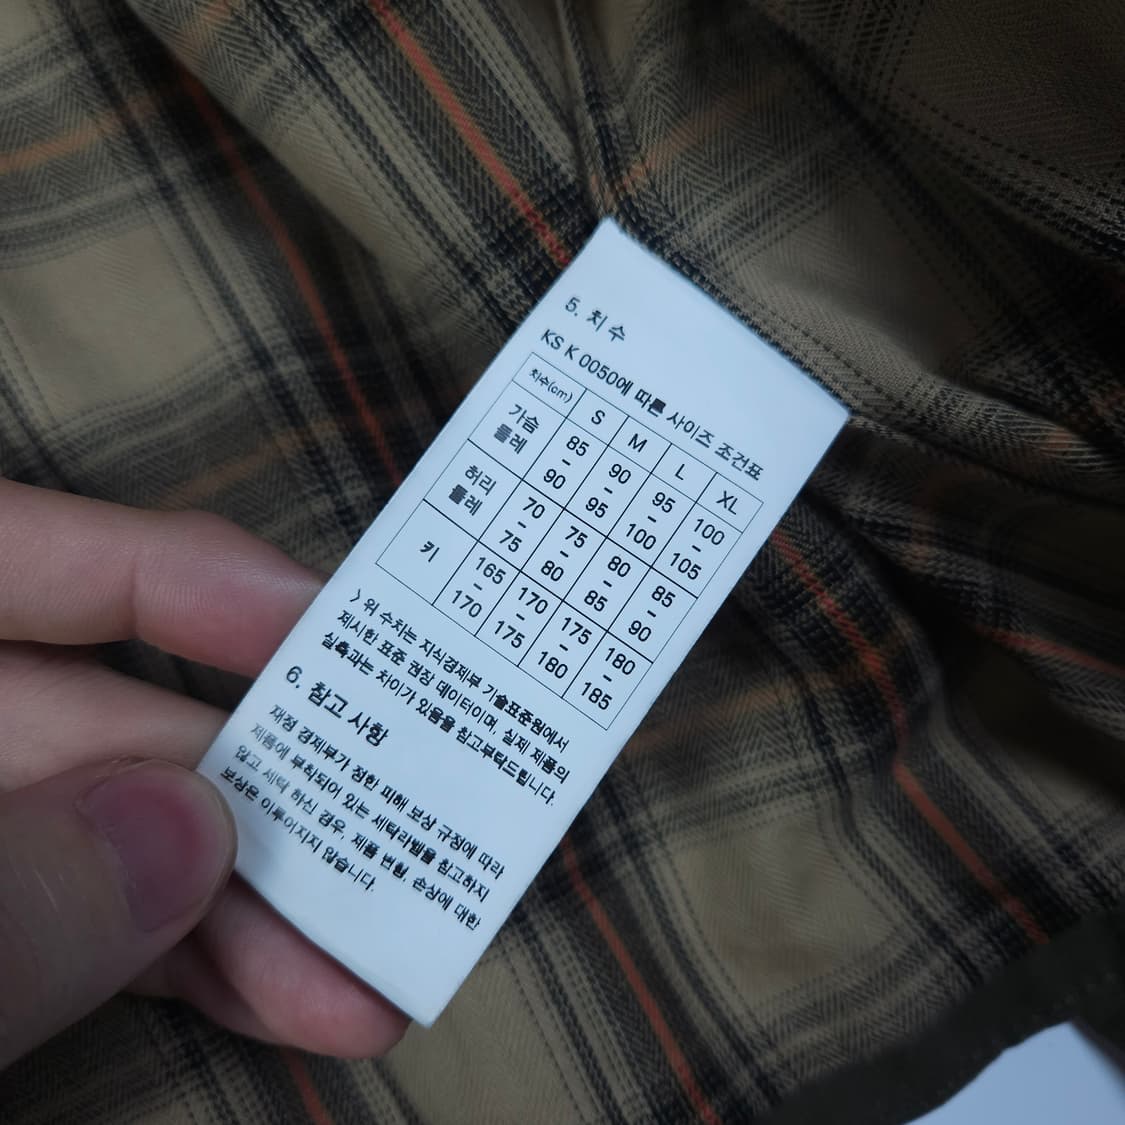 5. 치 수
KS K 0050에 따른 사이즈 조건표
치수(cm) S M L XL
가슴둘레 85-90 90-95 95-100 100-105
허리둘레 70-75 75-80 80-85 85-90
키 165-170 170-175 175-180 180-185
> 위 수치는 지식경제부 기술표준원에서
제시한 표준 권장 데이터이며, 실제 제품의
실측과는 차이가 있음을 참고부탁드립니다.
6. 참고 사항
재정 경제부가 정한 피해 보상 규정에 따라
제품에 부착되어 있는 세탁라벨을 참고하지
않고 세탁 하신 경우, 제품 변형, 손상에 대한
보상은 이루어지지 않습니다.